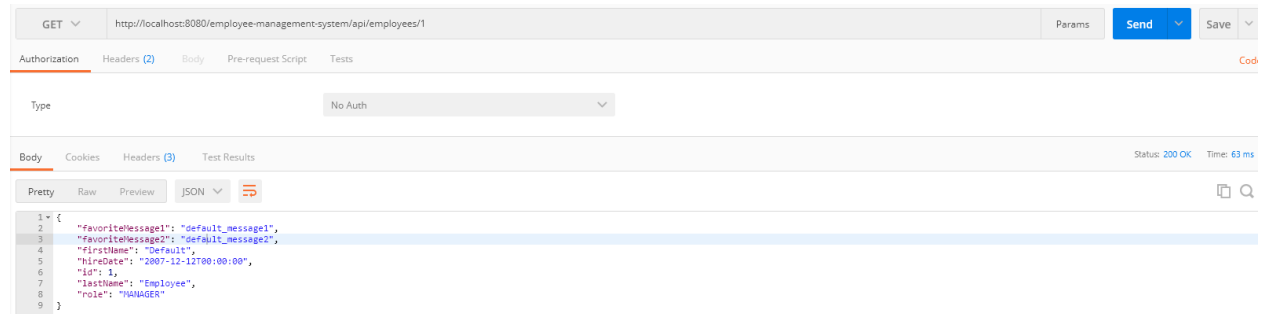 GET http://localhost:8080/employee-management-system/api/employees/1 Params Send Save
Authorization Headers (2) Body Pre-request Script Tests Code
Type No Auth
Body Cookies Headers (3) Test Results Status: 200 OK Time: 63 ms
Pretty Raw Preview JSON
1 {
2 "favoriteMessage1": "default_message1",
3 "favoriteMessage2": "default_message2",
4 "firstName": "Default",
5 "hireDate": "2007-12-12T00:00:00",
6 "id": 1,
7 "lastName": "Employee",
8 "role": "MANAGER"
9 }